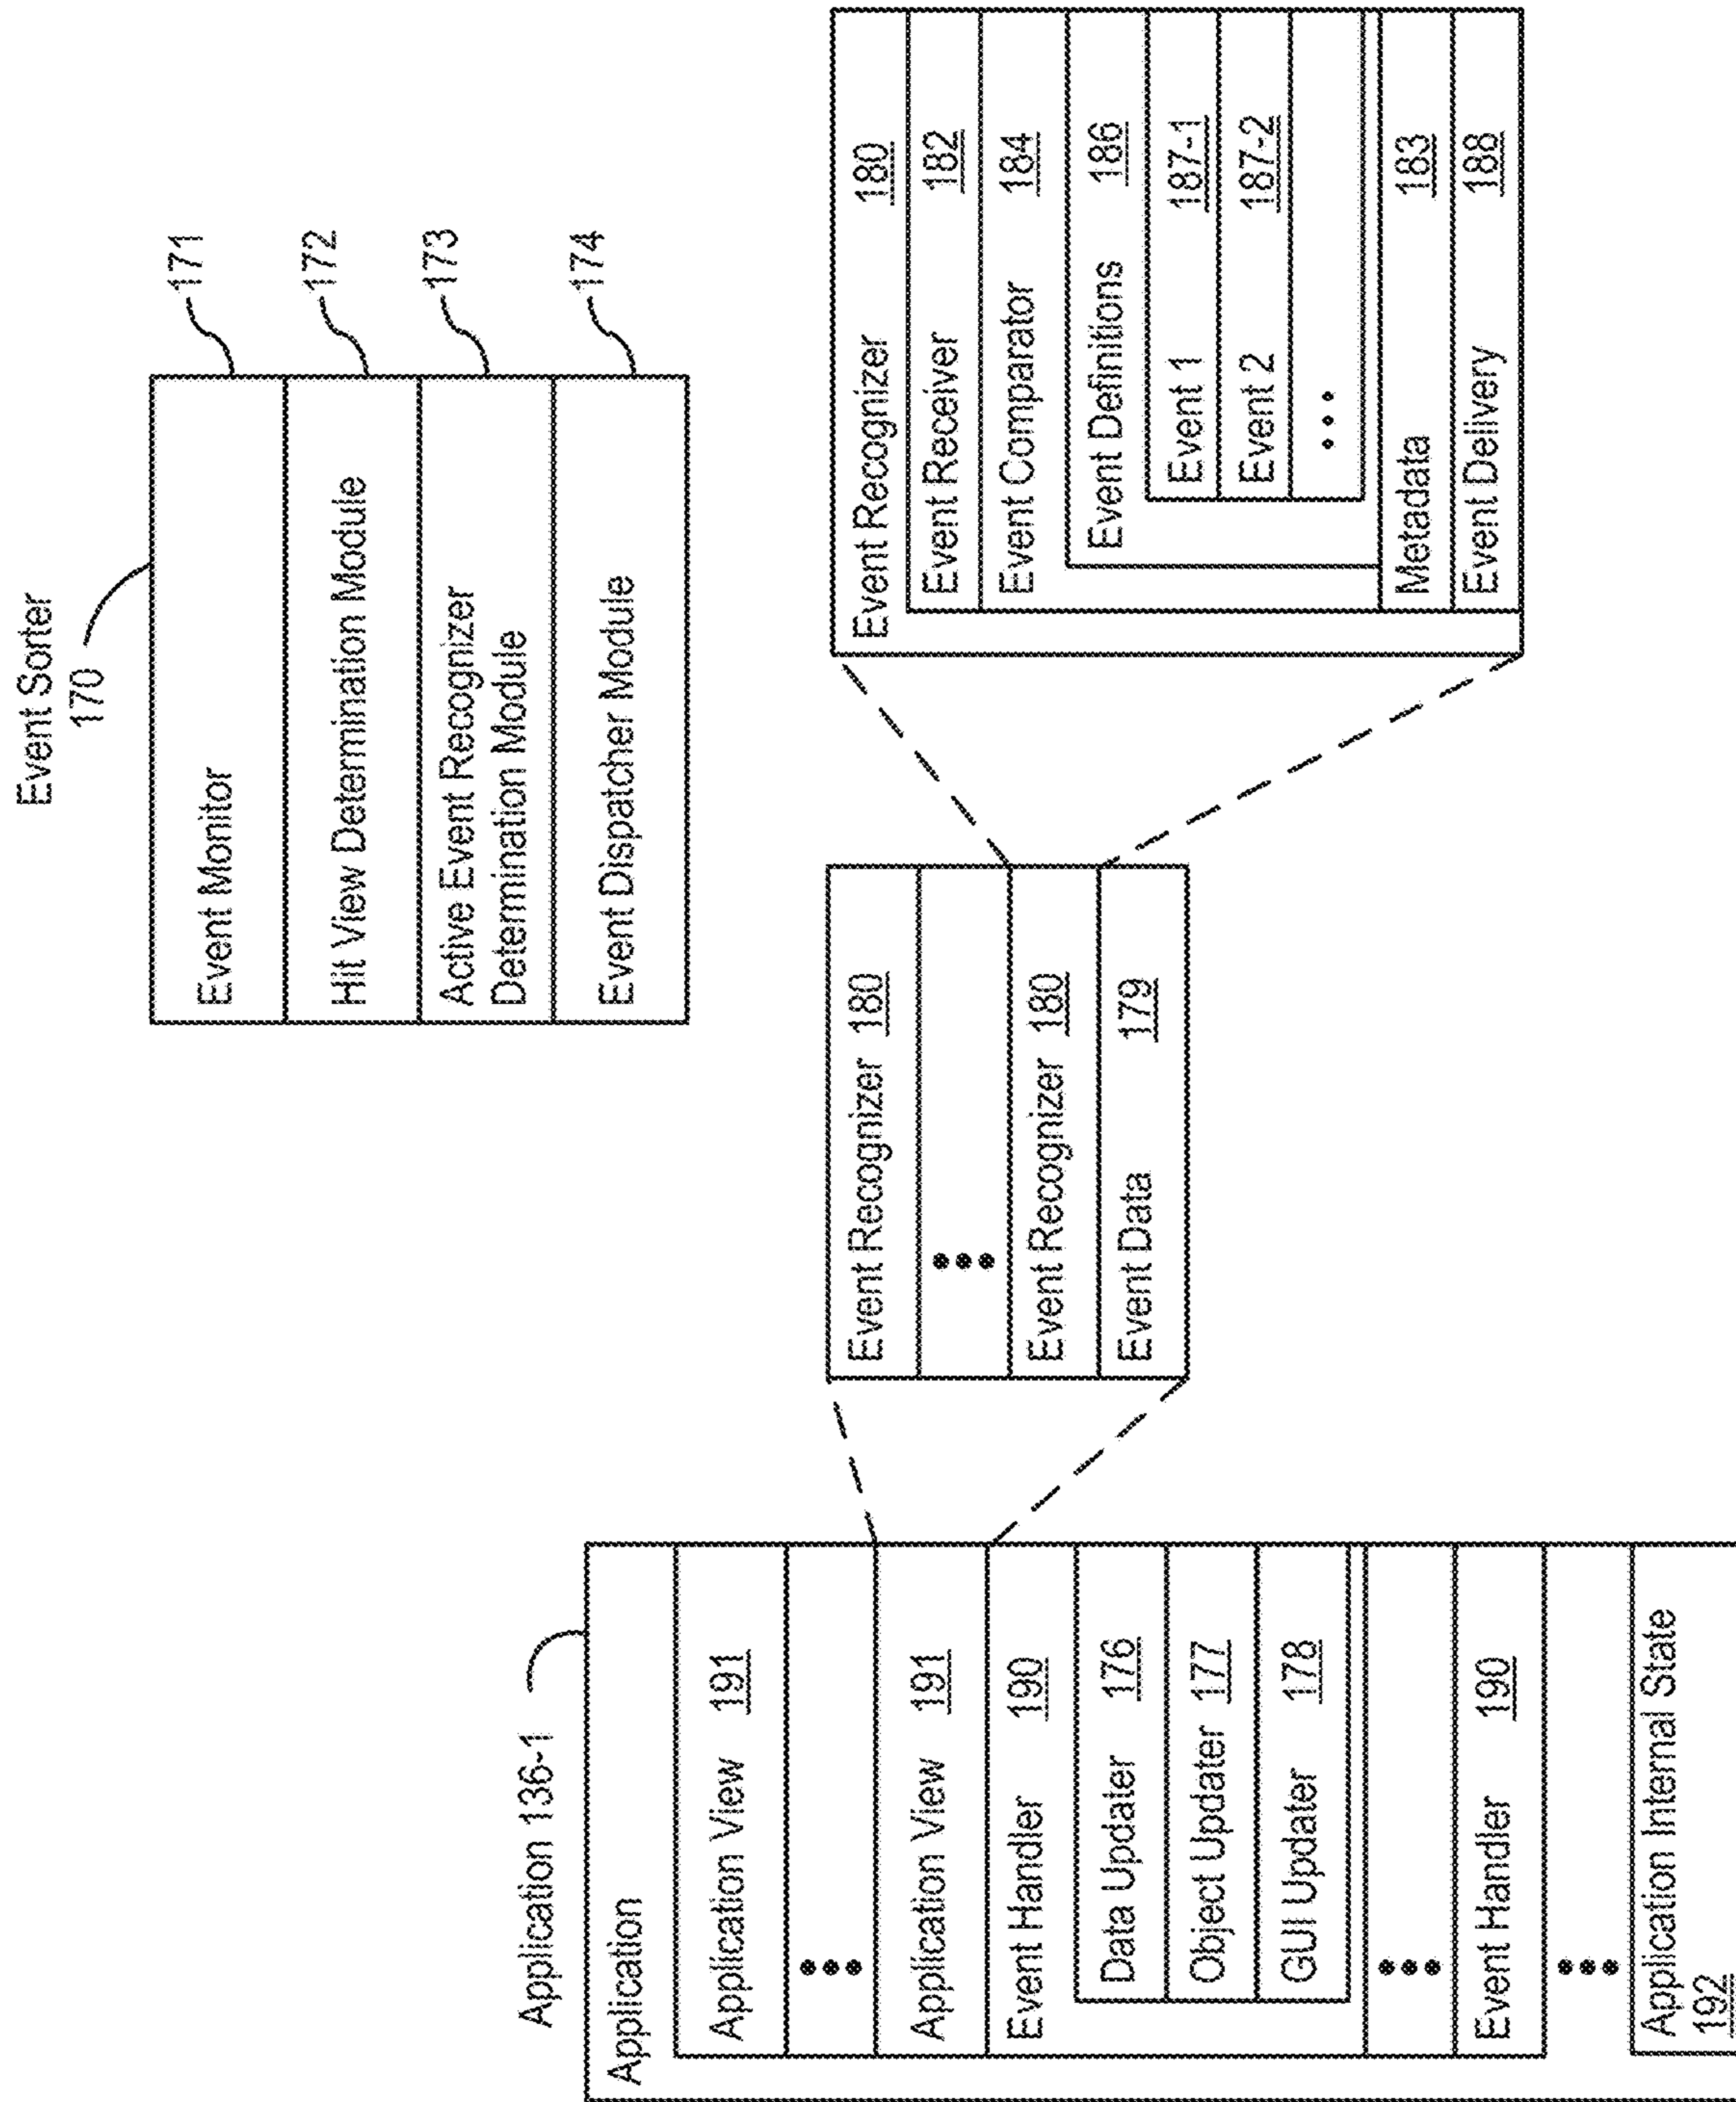 Event Sorter
170
Event Monitor
171
Hit View Determination Module
172
Active Event Recognizer
Determination Module
173
Event Dispatcher Module
174
Application 136-1
Application
Application View 191
•••
Application View 191
Event Handler 190
Data Updater 176
Object Updater 177
GUI Updater 178
•••
Event Handler 190
•••
Application Internal State
192
Event Recognizer 180
•••
Event Recognizer 180
Event Data 179
Event Recognizer 180
Event Receiver 182
Event Comparator 184
Event Definitions 186
Event 1 187-1
Event 2 187-2
•••
Metadata 183
Event Delivery 188